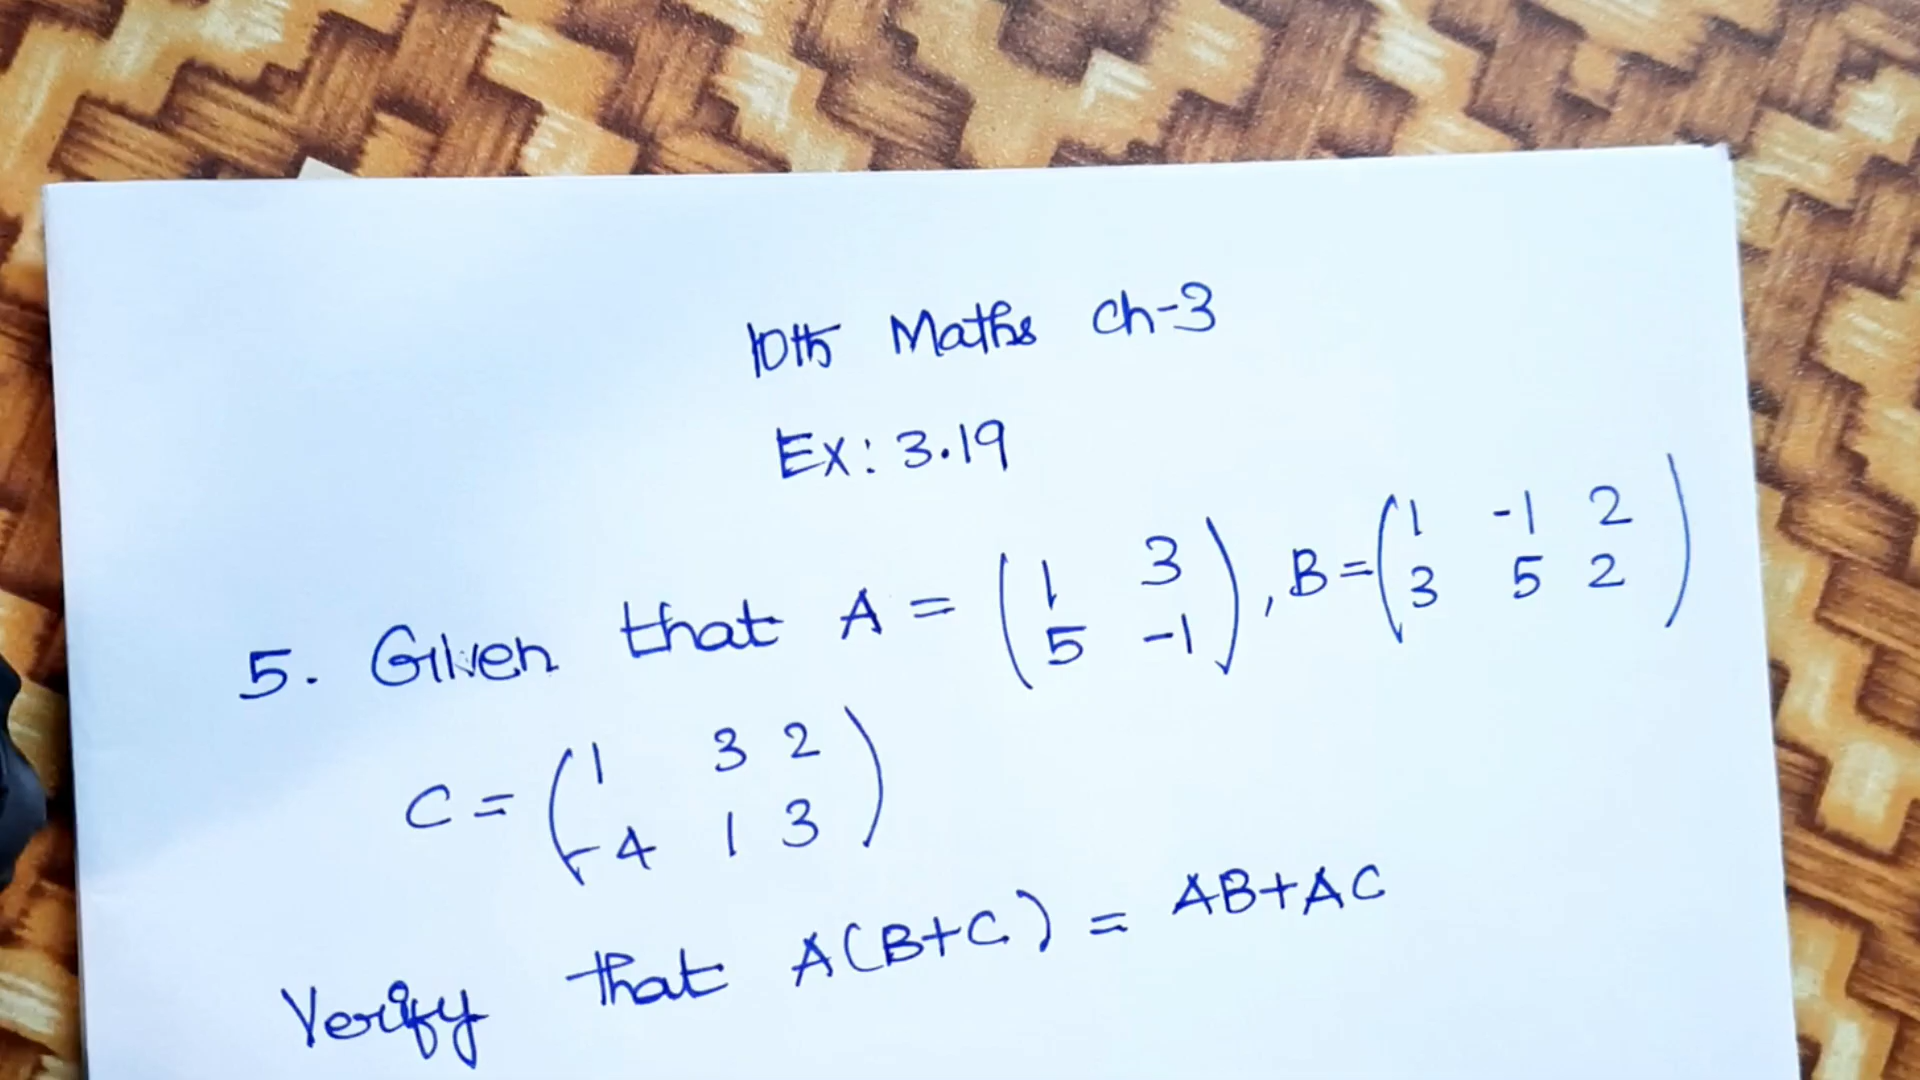 10th Maths Ch-3
Ex: 3.19
5. Given that A = ( 1 3 ), B = ( 1 -1 2 )
( 5 -1 ) ( 3 5 2 )
C = ( 1 3 2 )
( -4 1 3 )
Verify that A(B+C) = AB+AC